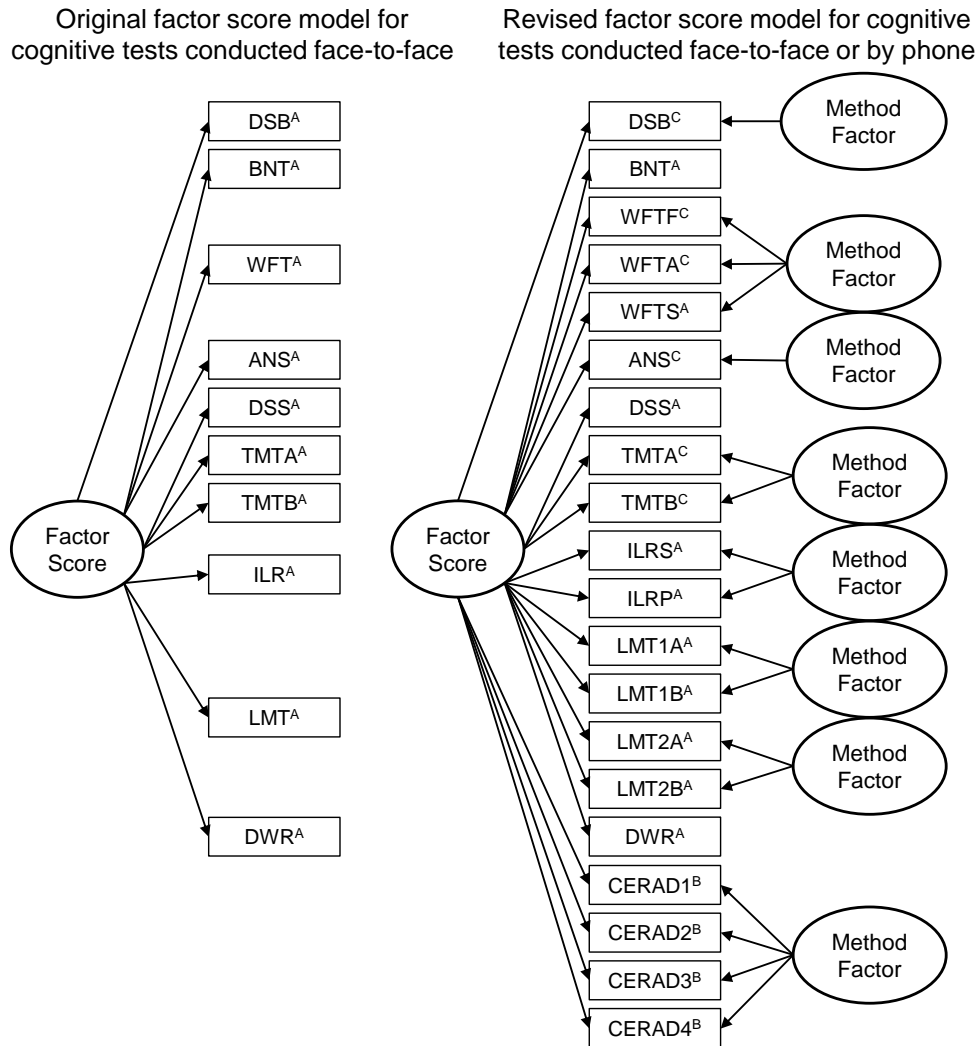 Original factor score model for
cognitive tests conducted face-to-face
DSBᴬ
BNTᴬ
WFTᴬ
ANSᴬ
DSSᴬ
TMTAᴬ
TMTBᴬ
Factor
Score
ILRᴬ
LMTᴬ
DWRᴬ
Revised factor score model for cognitive
tests conducted face-to-face or by phone
DSBᶜ
BNTᴬ
WFTFᶜ
WFTAᶜ
WFTSᴬ
ANSᶜ
DSSᴬ
TMTAᶜ
TMTBᶜ
Factor
Score
ILRSᴬ
ILRPᴬ
LMT1Aᴬ
LMT1Bᴬ
LMT2Aᴬ
LMT2Bᴬ
DWRᴬ
CERAD1ᴮ
CERAD2ᴮ
CERAD3ᴮ
CERAD4ᴮ
Method
Factor
Method
Factor
Method
Factor
Method
Factor
Method
Factor
Method
Factor
Method
Factor
Method
Factor